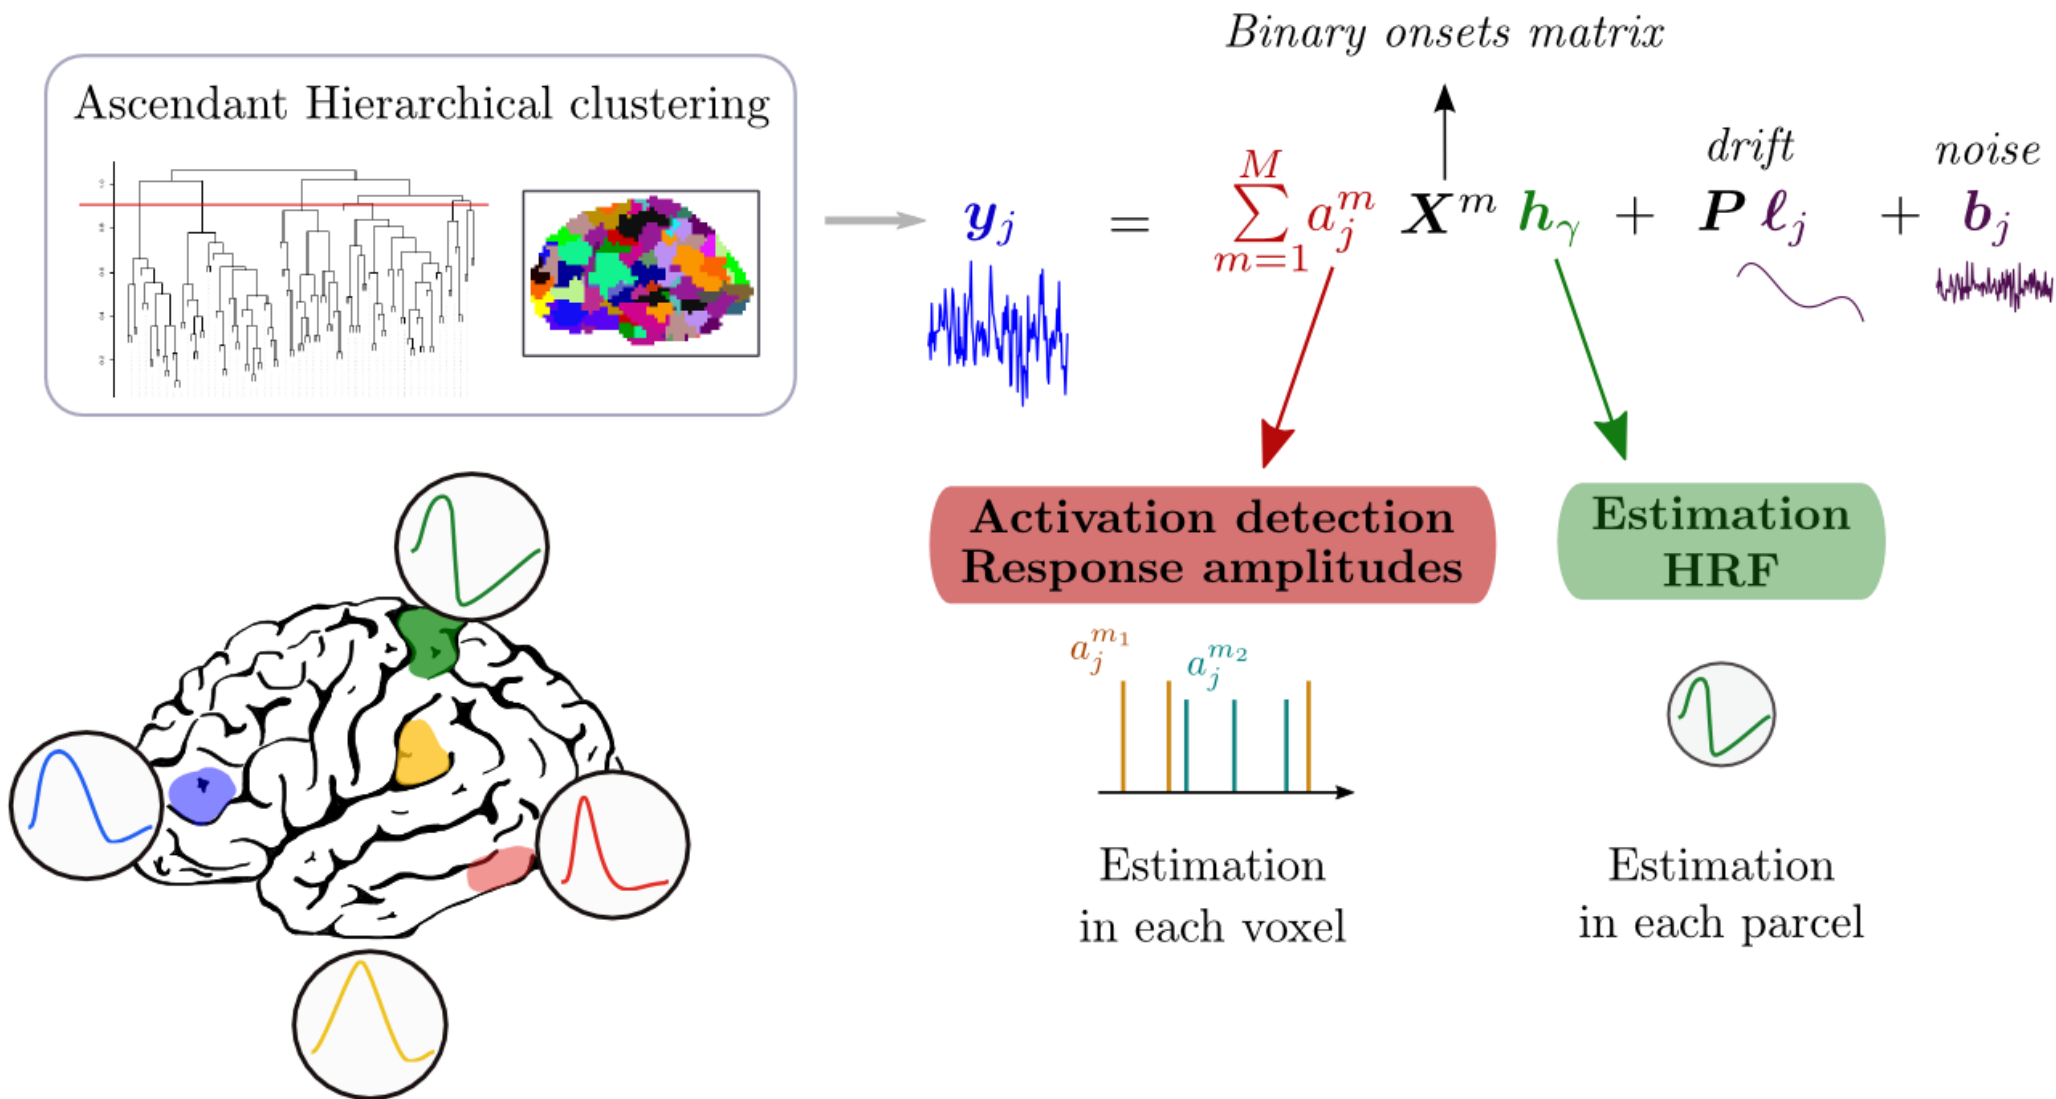 Binary onsets matrix
Ascendant Hierarchical clustering
drift
noise
y_j = \sum_{m=1}^{M} a_j^m X^m h_γ + P ℓ_j + b_j
Activation detection
Response amplitudes
Estimation
HRF
a_j^{m_1}
a_j^{m_2}
Estimation
in each voxel
Estimation
in each parcel